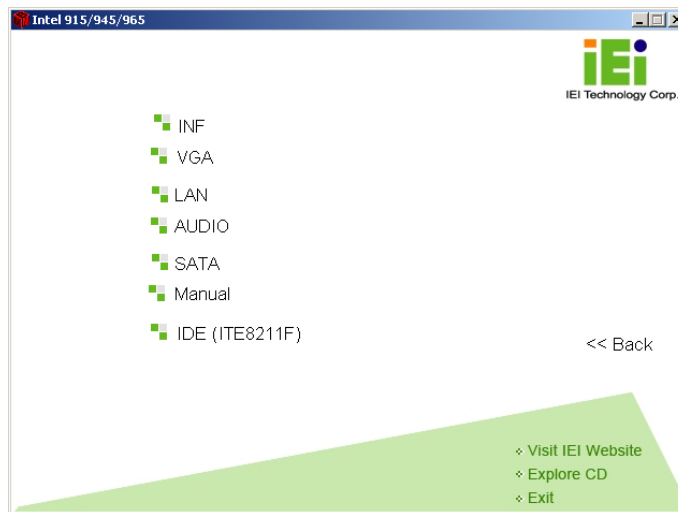 Intel 915/945/965
iEi
IEI Technology Corp.
INF
VGA
LAN
AUDIO
SATA
Manual
IDE (ITE8211F)
<< Back
Visit IEI Website
Explore CD
Exit